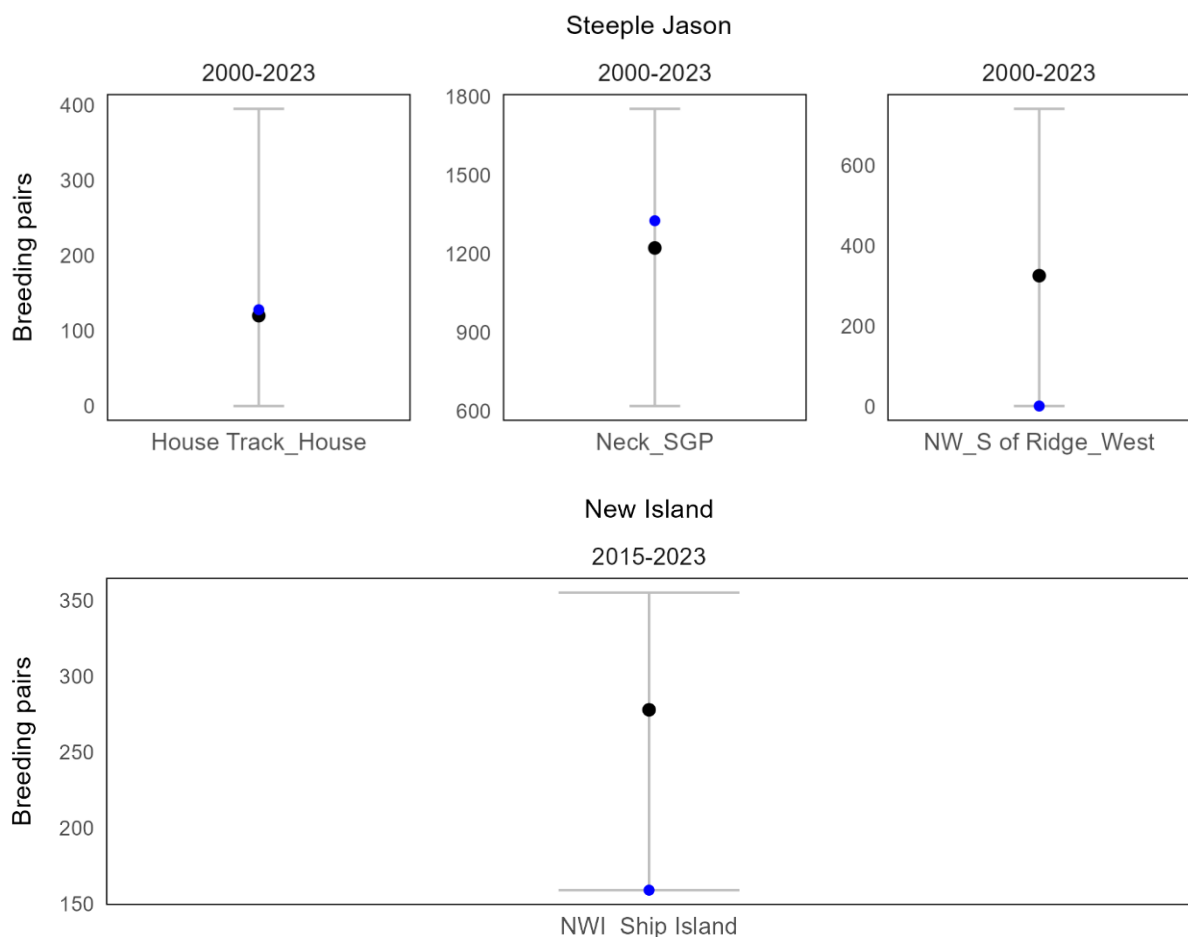 Steeple Jason
2000-2023 2000-2023 2000-2023
Breeding pairs
400
300
200
100
0
1800
1500
1200
900
600
600
400
200
0
House Track_House Neck_SGP NW_S of Ridge_West
New Island
2015-2023
Breeding pairs
350
300
250
200
150
NWI_Ship Island